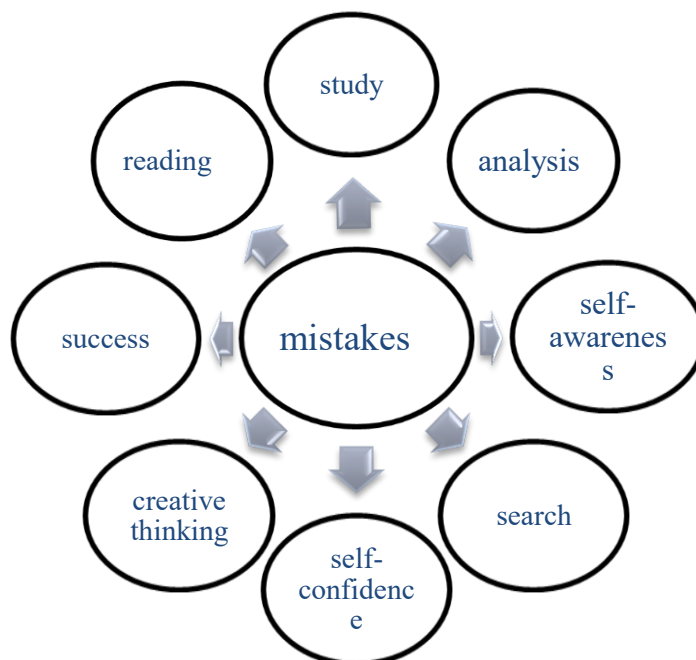 study
reading
analysis
success
mistakes
self-
awarenes
s
creative
thinking
search
self-
confidenc
e